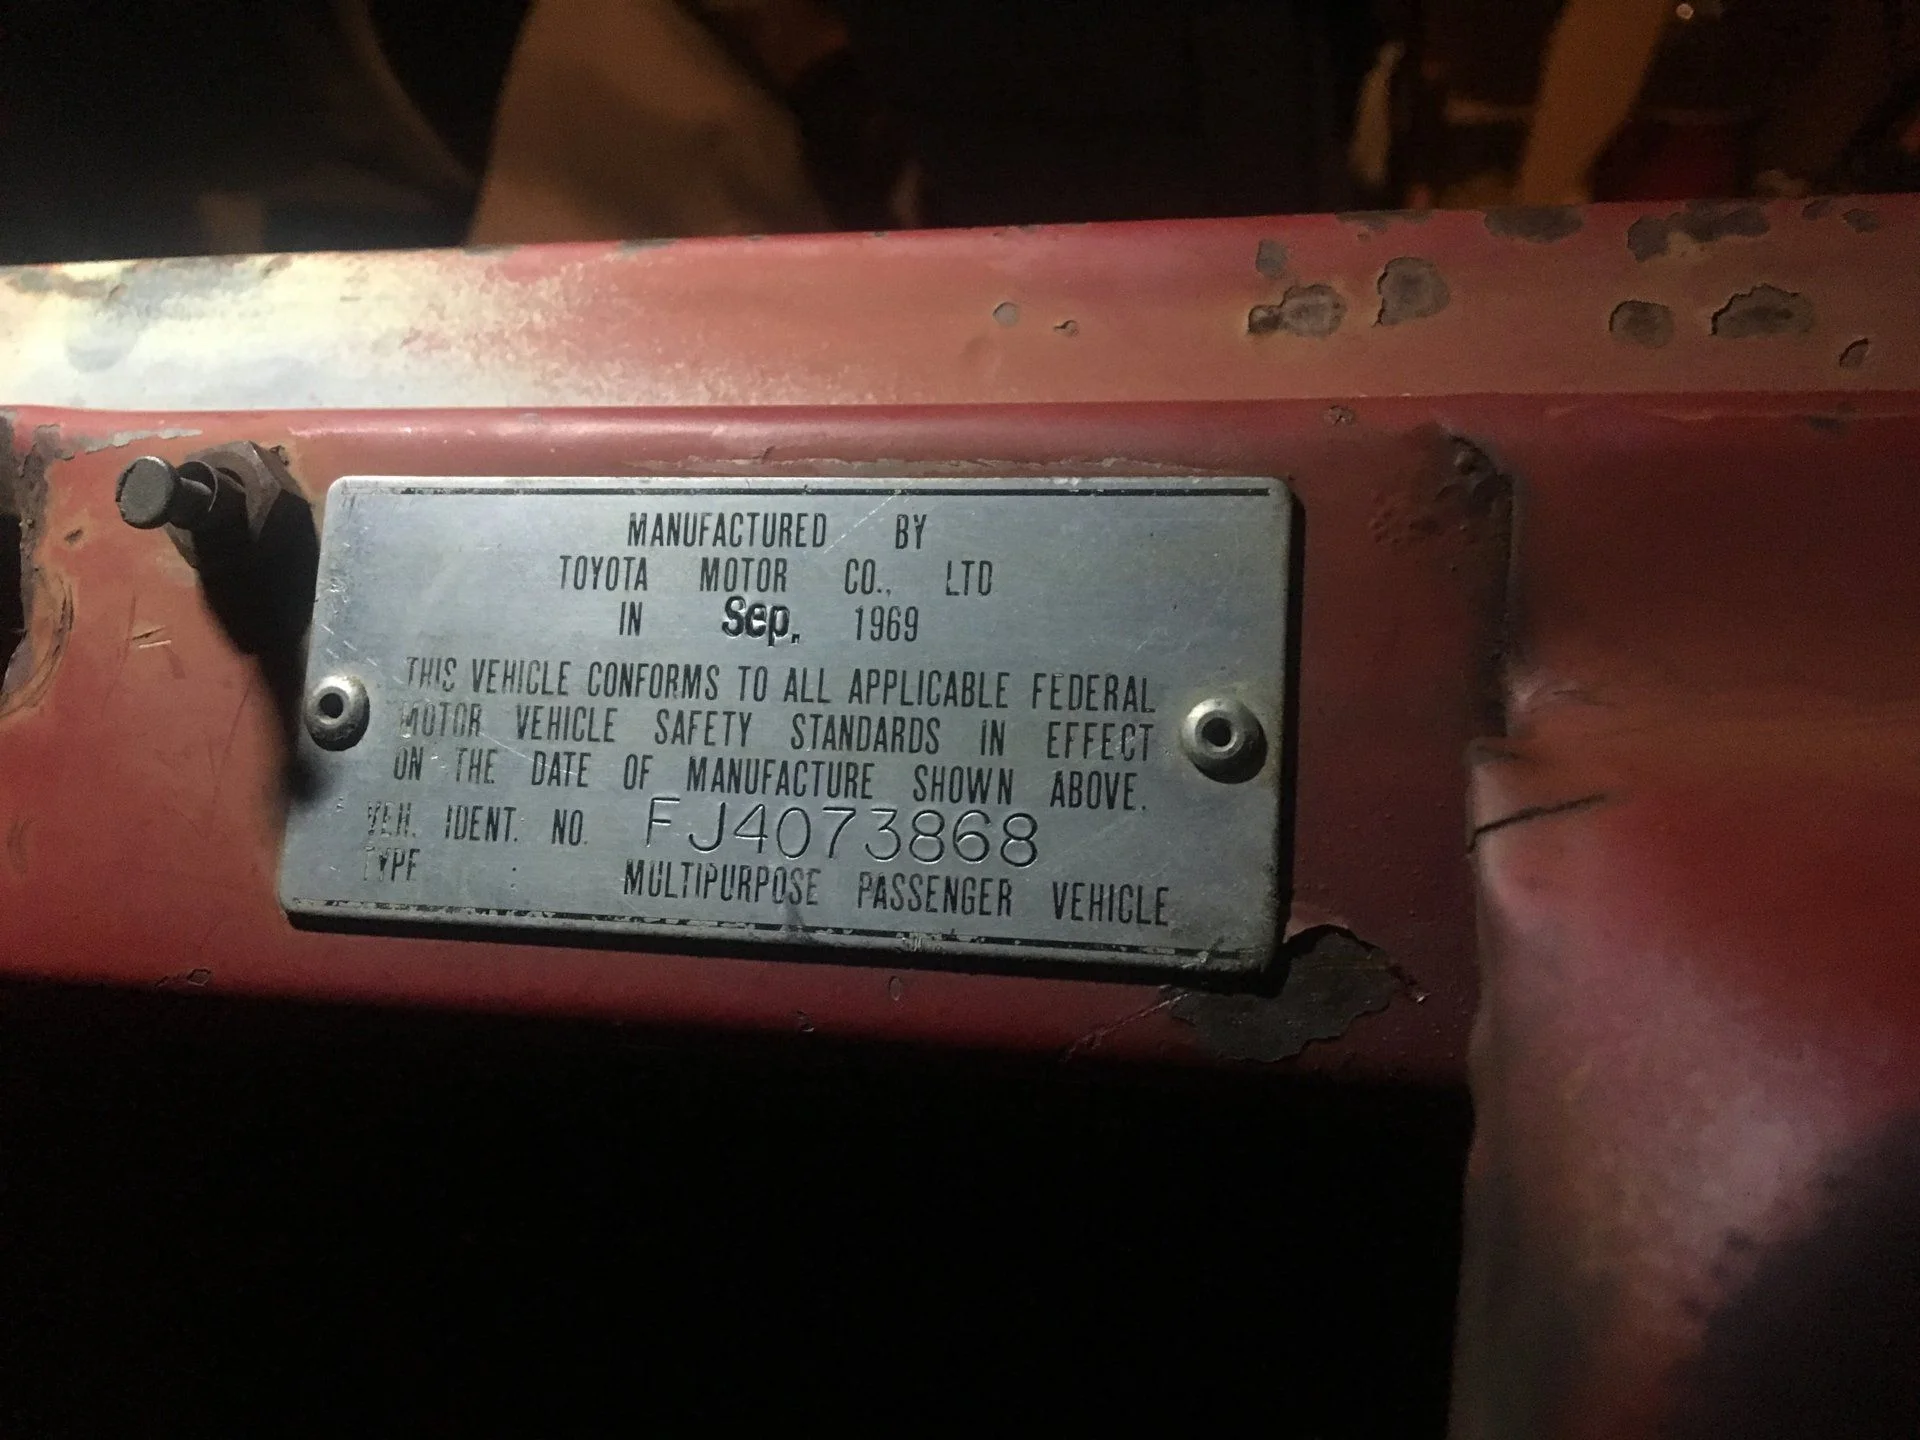 MANUFACTURED BY
TOYOTA MOTOR CO., LTD
IN Sep. 1969
THIS VEHICLE CONFORMS TO ALL APPLICABLE FEDERAL
MOTOR VEHICLE SAFETY STANDARDS IN EFFECT
ON THE DATE OF MANUFACTURE SHOWN ABOVE.
VEH. IDENT. NO. FJ4073868
TYPE : MULTIPURPOSE PASSENGER VEHICLE